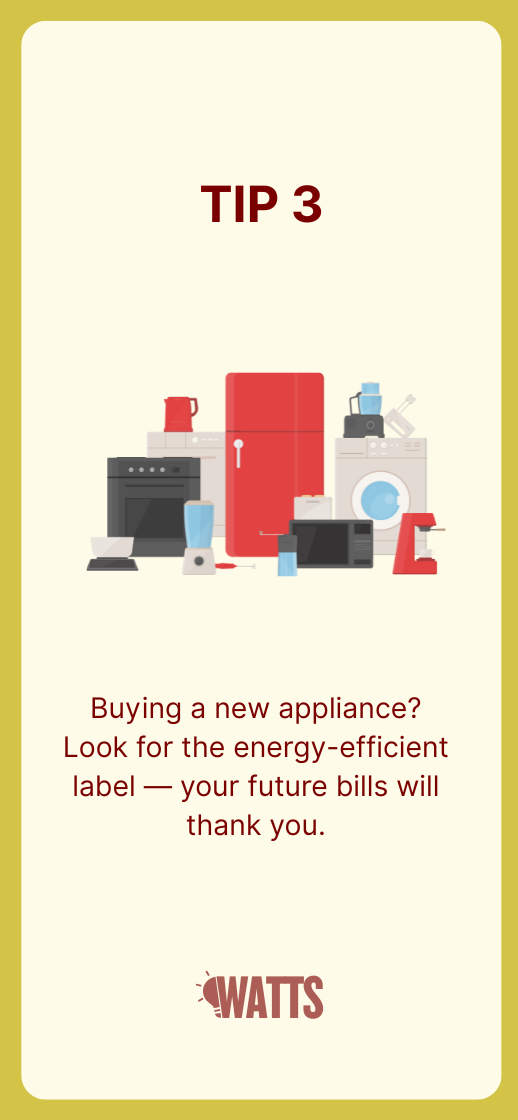 TIP 3
Buying a new appliance?
Look for the energy-efficient
label — your future bills will
thank you.
WATTS